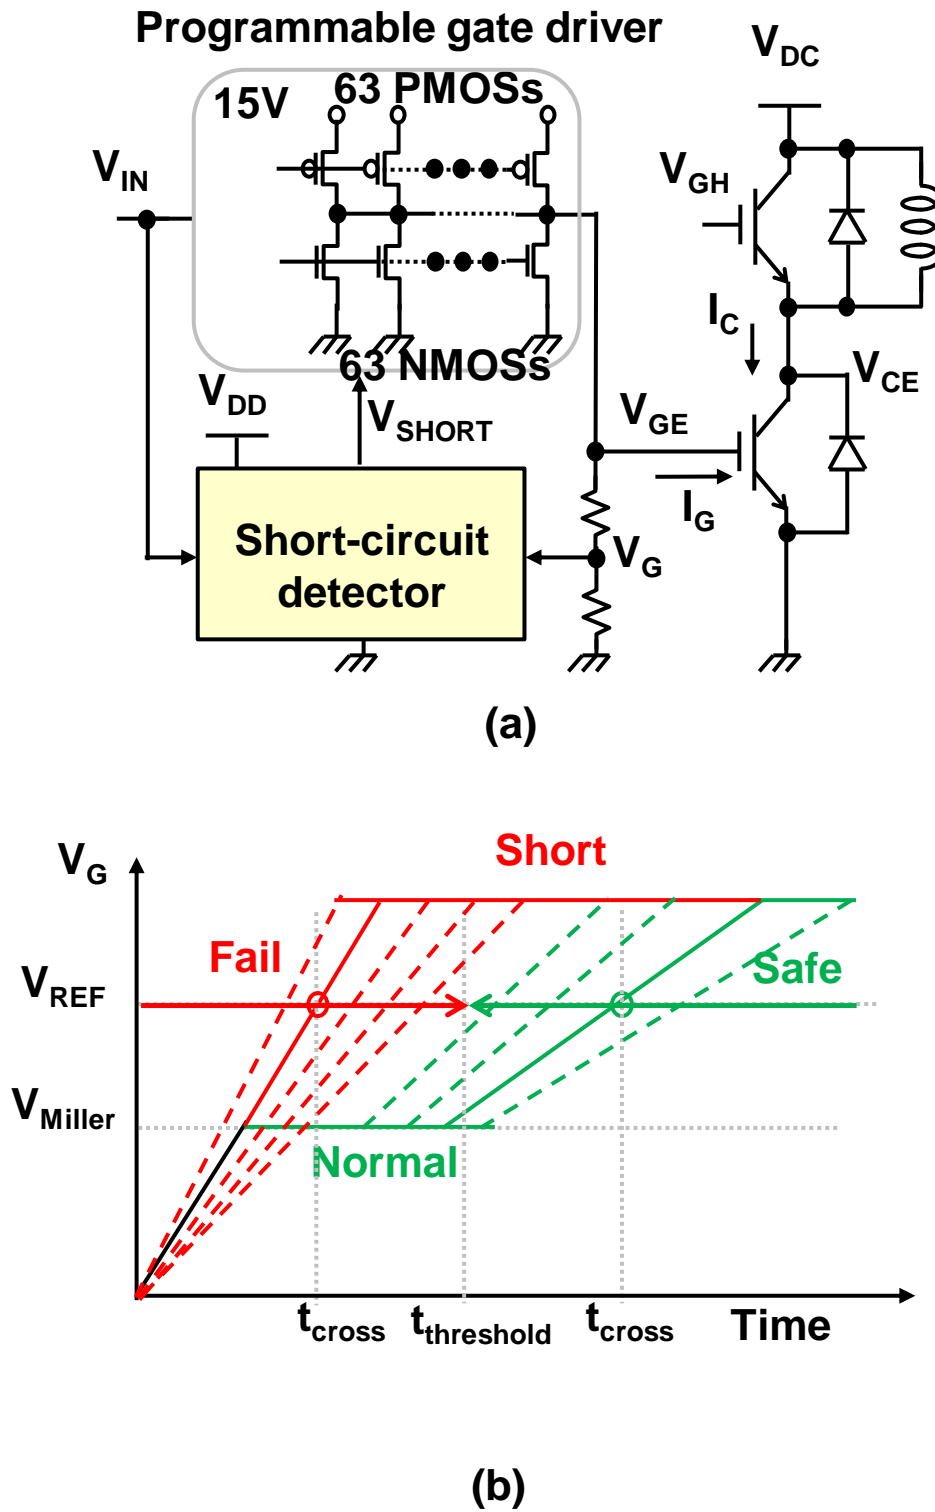 Programmable gate driver
15V
63 PMOSs
V_DC
V_IN
V_GH
I_C
V_CE
63 NMOSs
V_DD
V_SHORT
V_GE
I_G
Short-circuit
detector
V_G
(a)
V_G
Short
Fail
V_REF
Safe
V_Miller
Normal
t_cross
t_threshold
t_cross
Time
(b)